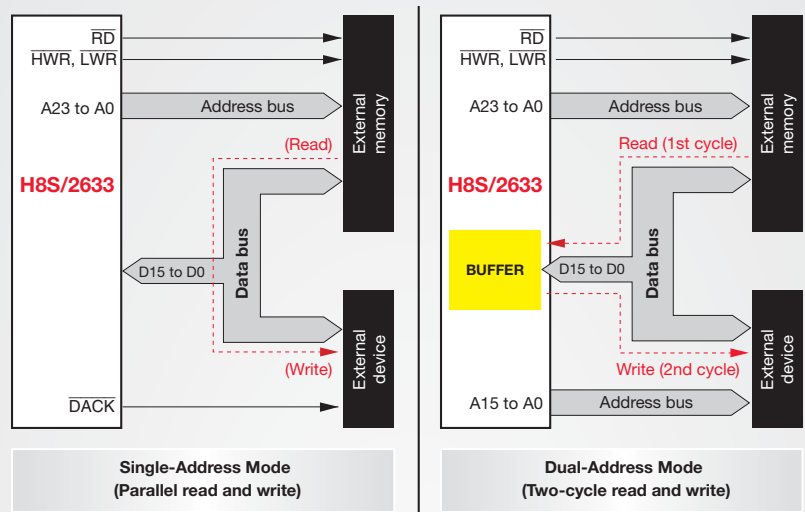 RD
HWR, LWR
A23 to A0
Address bus
External
memory
(Read)
H8S/2633
D15 to D0
Data bus
(Write)
External
device
DACK
Single-Address Mode
(Parallel read and write)
RD
HWR, LWR
A23 to A0
Address bus
External
memory
Read (1st cycle)
H8S/2633
BUFFER
D15 to D0
Data bus
Write (2nd cycle)
External
device
A15 to A0
Address bus
Dual-Address Mode
(Two-cycle read and write)